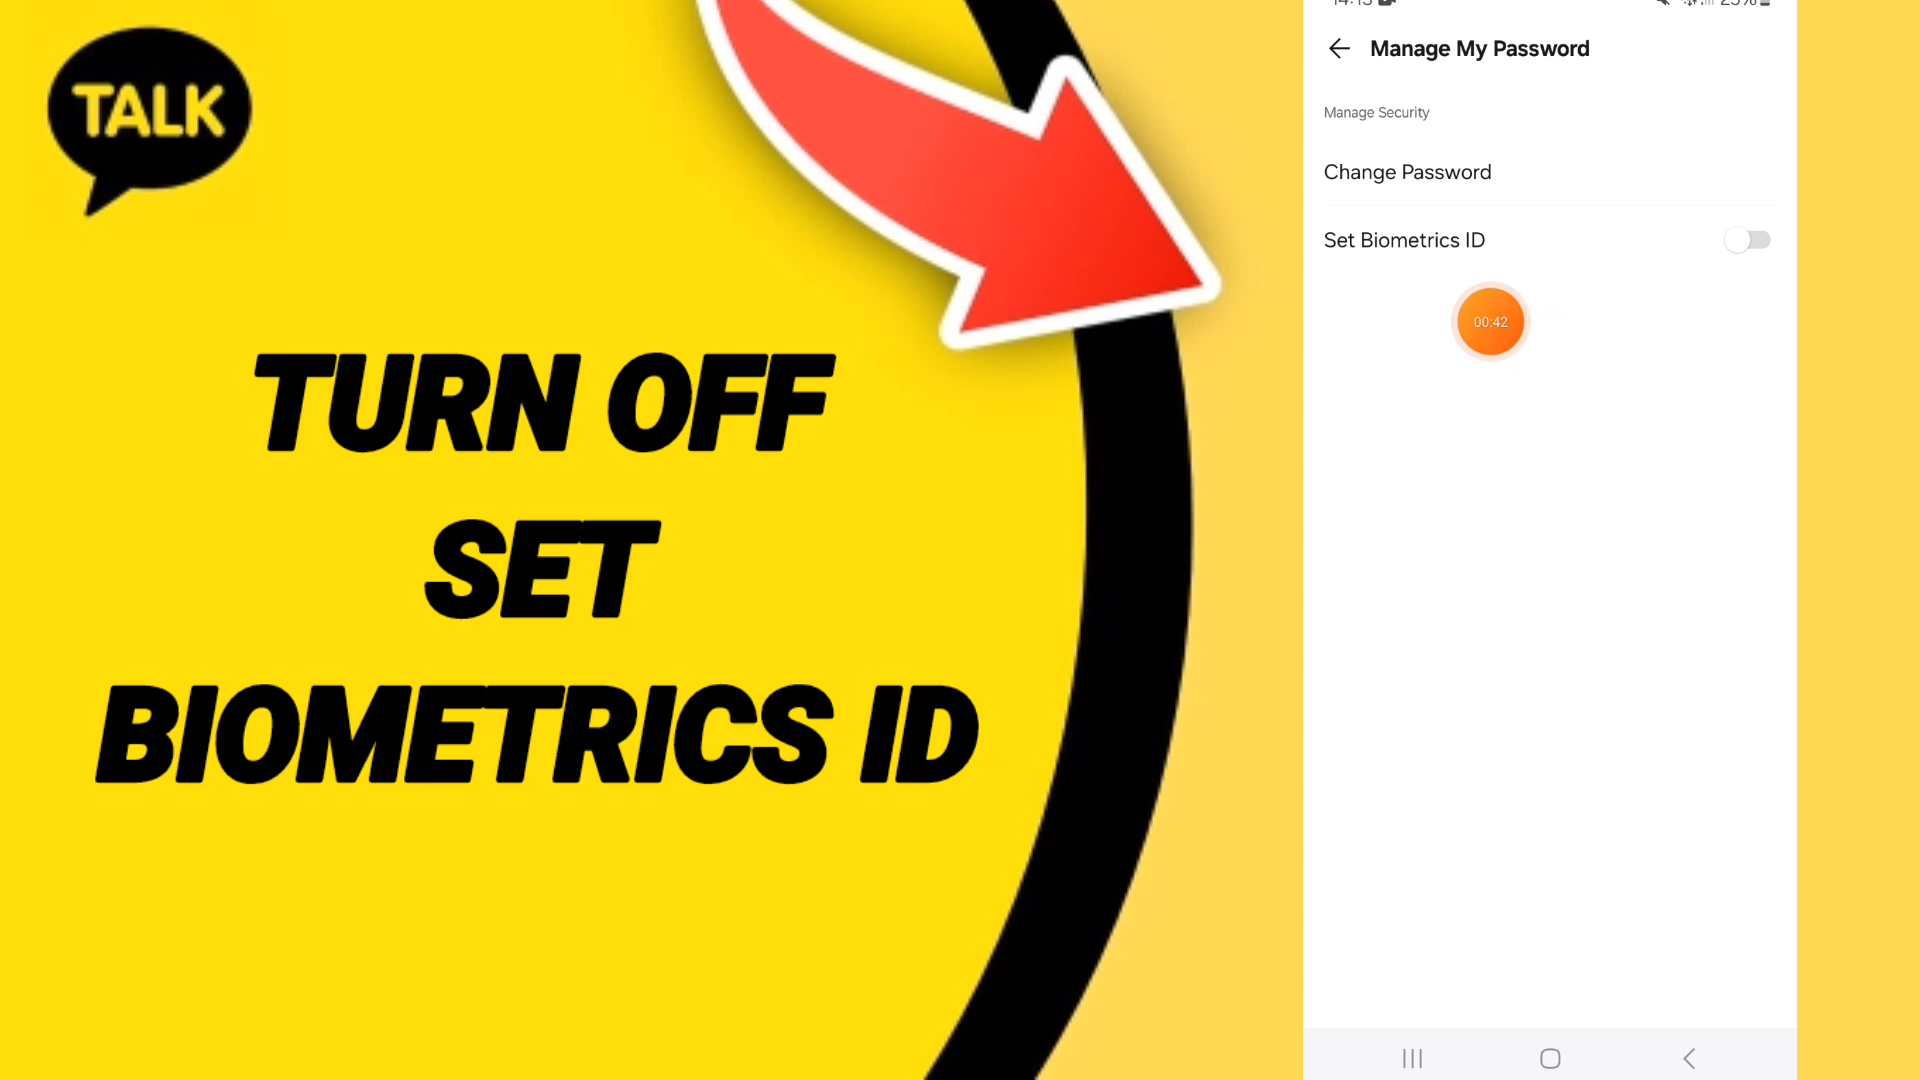 TALK
TURN OFF
SET
BIOMETRICS ID
Manage My Password
Manage Security
Change Password
Set Biometrics ID
00:42